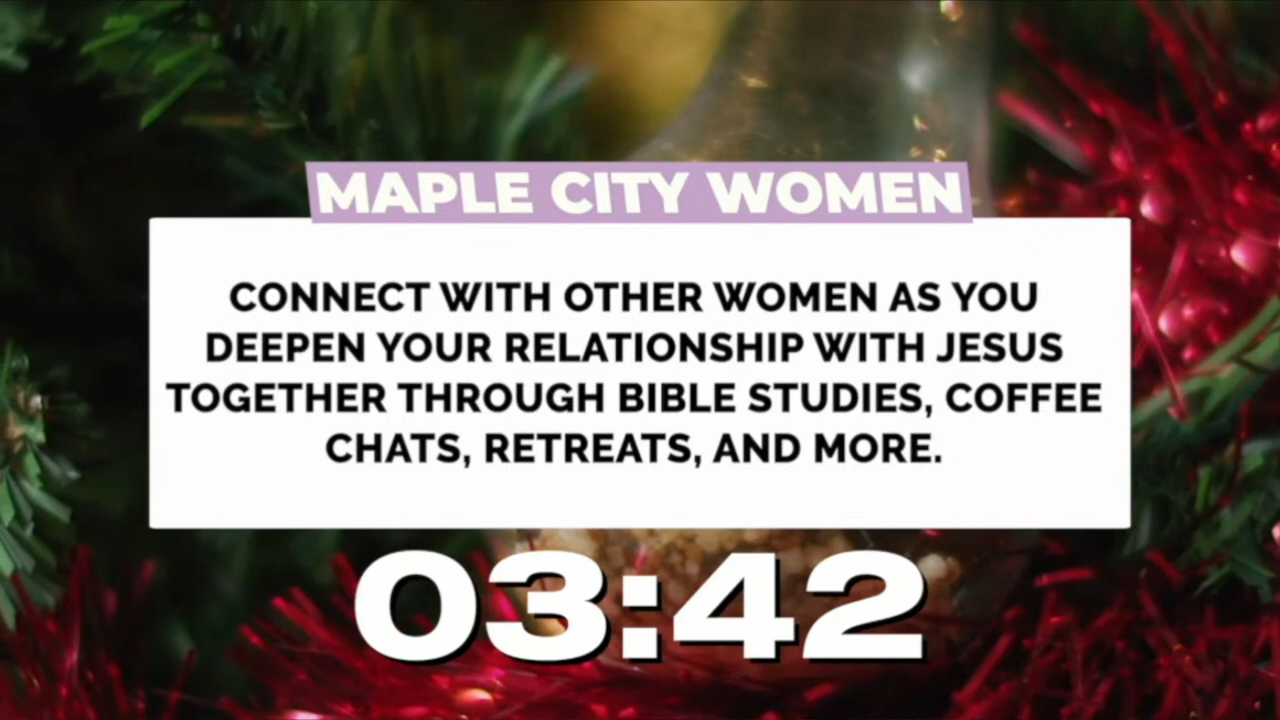 MAPLE CITY WOMEN
CONNECT WITH OTHER WOMEN AS YOU
DEEPEN YOUR RELATIONSHIP WITH JESUS
TOGETHER THROUGH BIBLE STUDIES, COFFEE
CHATS, RETREATS, AND MORE.
03:42